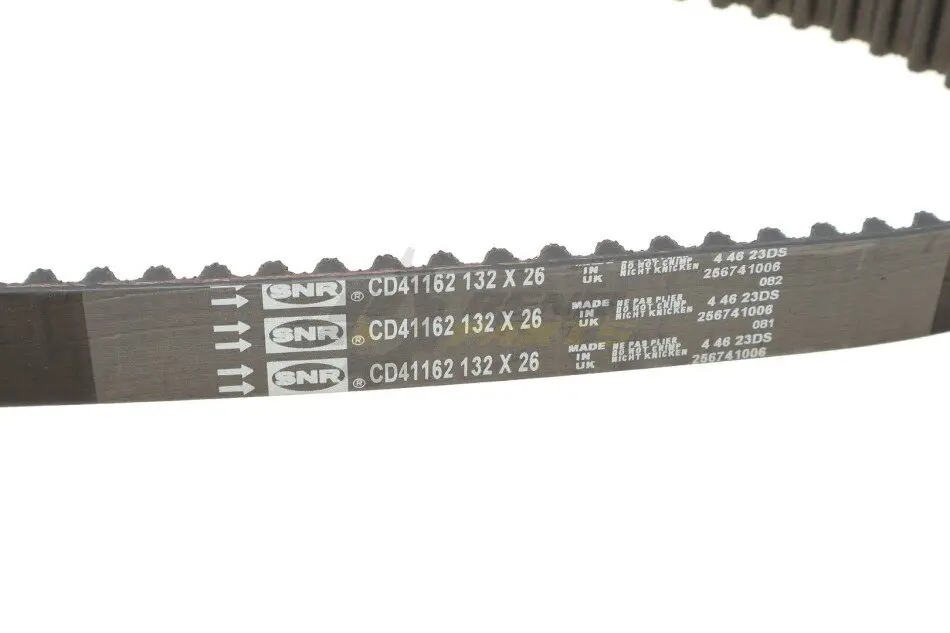 SNR ® CD41162 132 X 26 IN UK DO NOT CRIMP NICHT KNICKEN 4 46 23DS 256741006 082
SNR ® CD41162 132 X 26 MADE IN UK NE PAS PLIER DO NOT CRIMP NICHT KNICKEN 4 46 23DS 256741006 081
SNR ® CD41162 132 X 26 MADE IN UK NE PAS PLIER DO NOT CRIMP NICHT KNICKEN 4 46 23DS 256741006